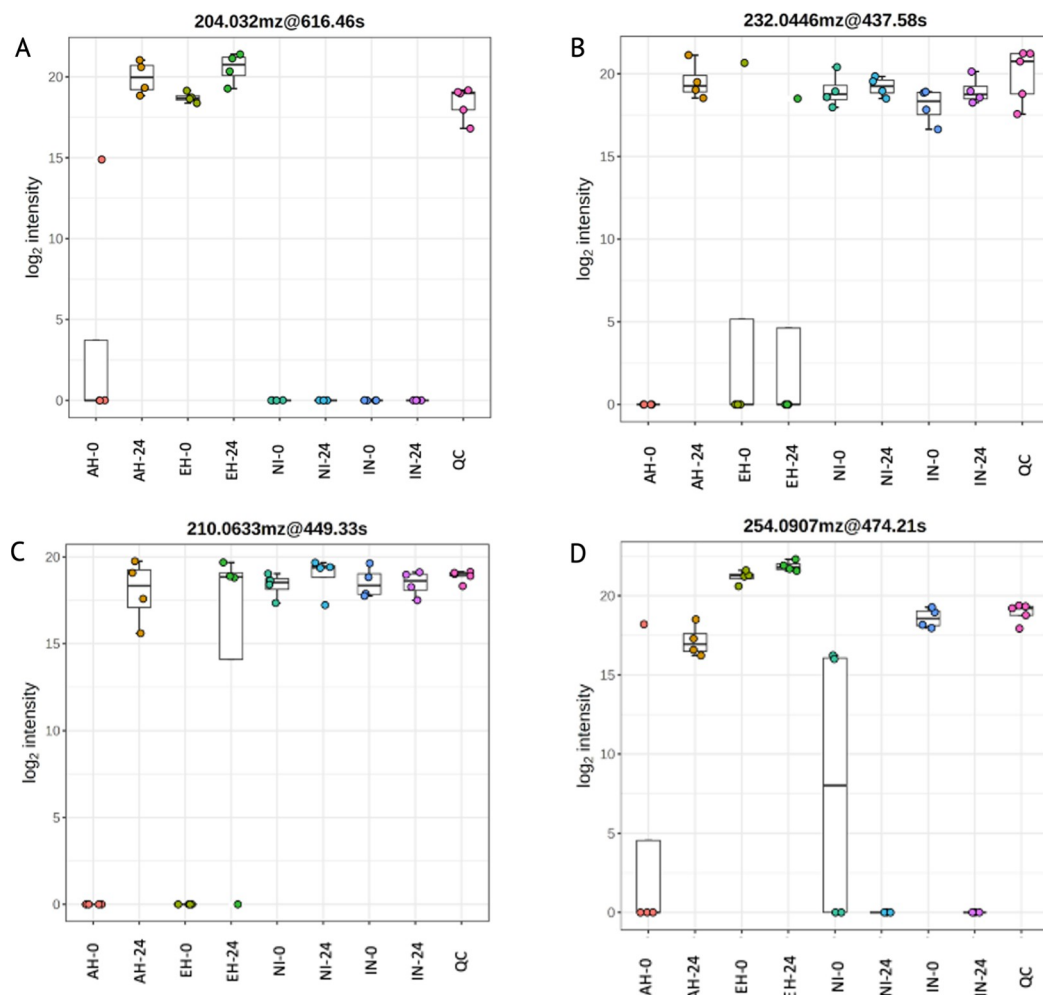 A
204.032mz@616.46s
log₂ intensity
20
15
10
5
0
AH-0
AH-24
EH-0
EH-24
NI-0
NI-24
IN-0
IN-24
QC
B
232.0446mz@437.58s
log₂ intensity
20
15
10
5
0
AH-0
AH-24
EH-0
EH-24
NI-0
NI-24
IN-0
IN-24
QC
C
210.0633mz@449.33s
log₂ intensity
20
15
10
5
0
AH-0
AH-24
EH-0
EH-24
NI-0
NI-24
IN-0
IN-24
QC
254.0907mz@474.21s
D
log₂ intensity
20
15
10
5
0
AH-0
AH-24
EH-0
EH-24
NI-0
NI-24
IN-0
IN-24
QC